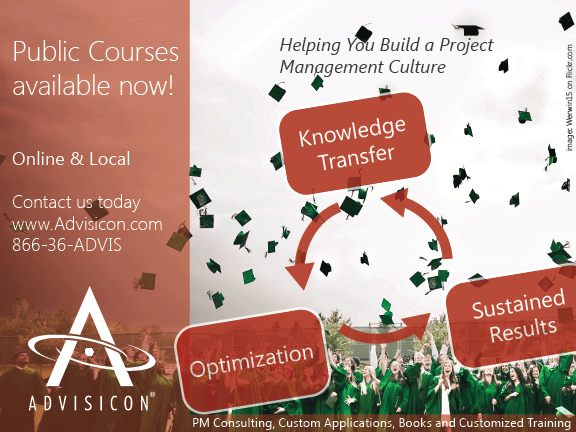 Public Courses
available now!
Online & Local
Contact us today
www.Advisicon.com
866-36-ADVIS
ADVISICON®
Helping You Build a Project
Management Culture
Knowledge
Transfer
Sustained
Results
Optimization
PM Consulting, Custom Applications, Books and Customized Training
image: Werwin15 on Flickr.com